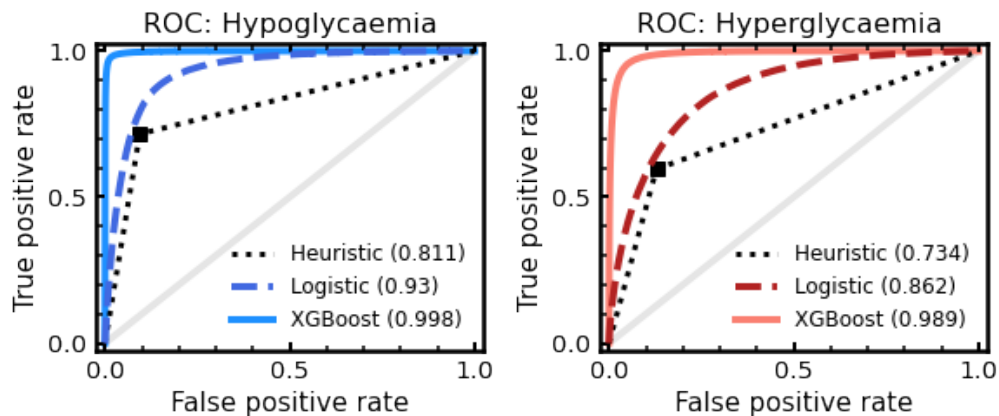 ROC: Hypoglycaemia
True positive rate
1.0
0.5
0.0
Heuristic (0.811)
Logistic (0.93)
XGBoost (0.998)
0.0 0.5 1.0
False positive rate
ROC: Hyperglycaemia
True positive rate
1.0
0.5
0.0
Heuristic (0.734)
Logistic (0.862)
XGBoost (0.989)
0.0 0.5 1.0
False positive rate